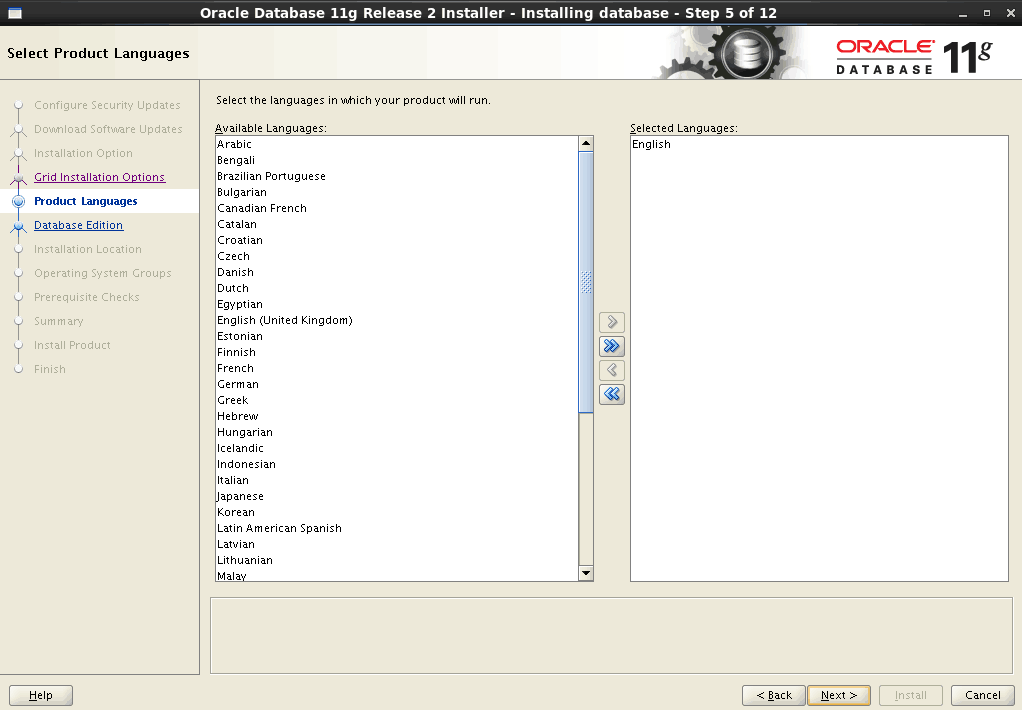 Oracle Database 11g Release 2 Installer - Installing database - Step 5 of 12
Select Product Languages
ORACLE
DATABASE
11g
Configure Security Updates
Download Software Updates
Installation Option
Grid Installation Options
Product Languages
Database Edition
Installation Location
Operating System Groups
Prerequisite Checks
Summary
Install Product
Finish
Select the languages in which your product will run.
Available Languages:
Arabic
Bengali
Brazilian Portuguese
Bulgarian
Canadian French
Catalan
Croatian
Czech
Danish
Dutch
Egyptian
English (United Kingdom)
Estonian
Finnish
French
German
Greek
Hebrew
Hungarian
Icelandic
Indonesian
Italian
Japanese
Korean
Latin American Spanish
Latvian
Lithuanian
Malay
Selected Languages:
English
Help
< Back
Next >
Install
Cancel